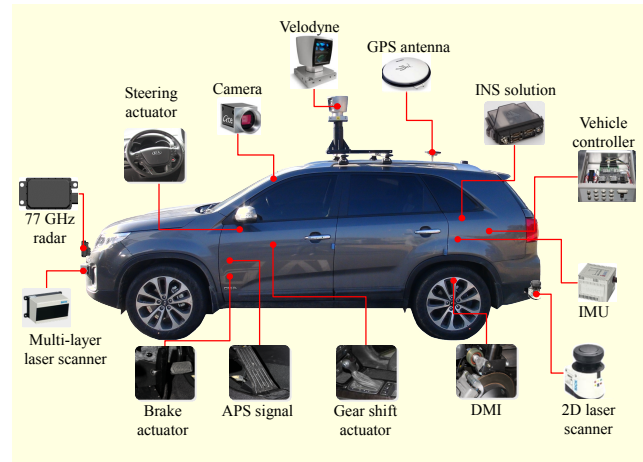 Velodyne
GPS antenna
Steering
actuator
Camera
INS solution
Vehicle
controller
77 GHz
radar
Multi-layer
laser scanner
IMU
Brake
actuator
APS signal
Gear shift
actuator
DMI
2D laser
scanner